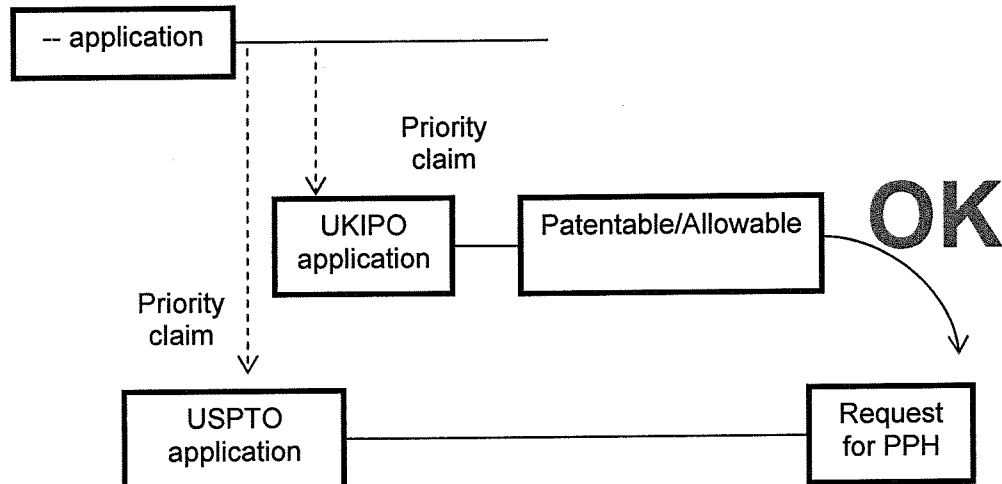 -- application
Priority
claim
OK
UKIPO
application
Patentable/Allowable
Priority
claim
USPTO
application
Request
for PPH